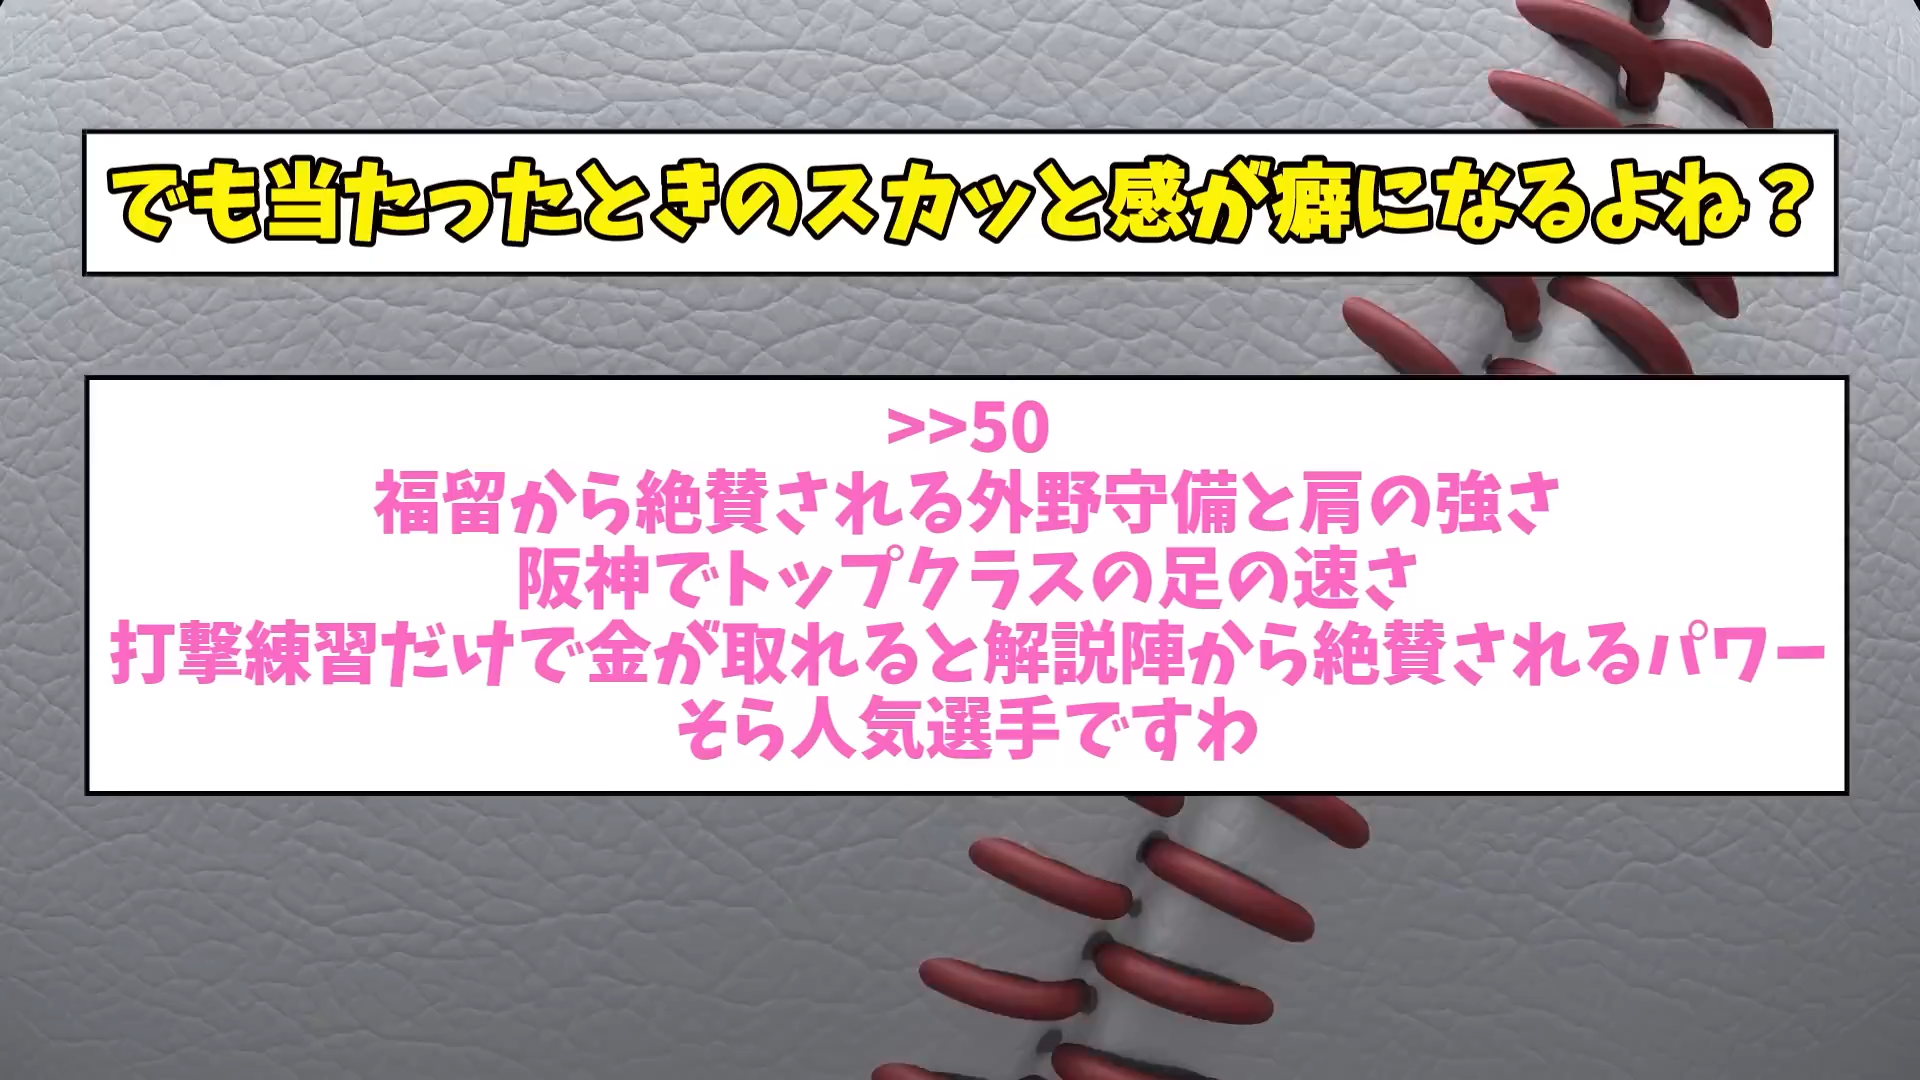 でも当たったときのスカッと感が癖になるよね？
>>50
福留から絶賛される外野守備と肩の強さ
阪神でトップクラスの足の速さ
打撃練習だけで金が取れると解説陣から絶賛されるパワー
そら人気選手ですわ